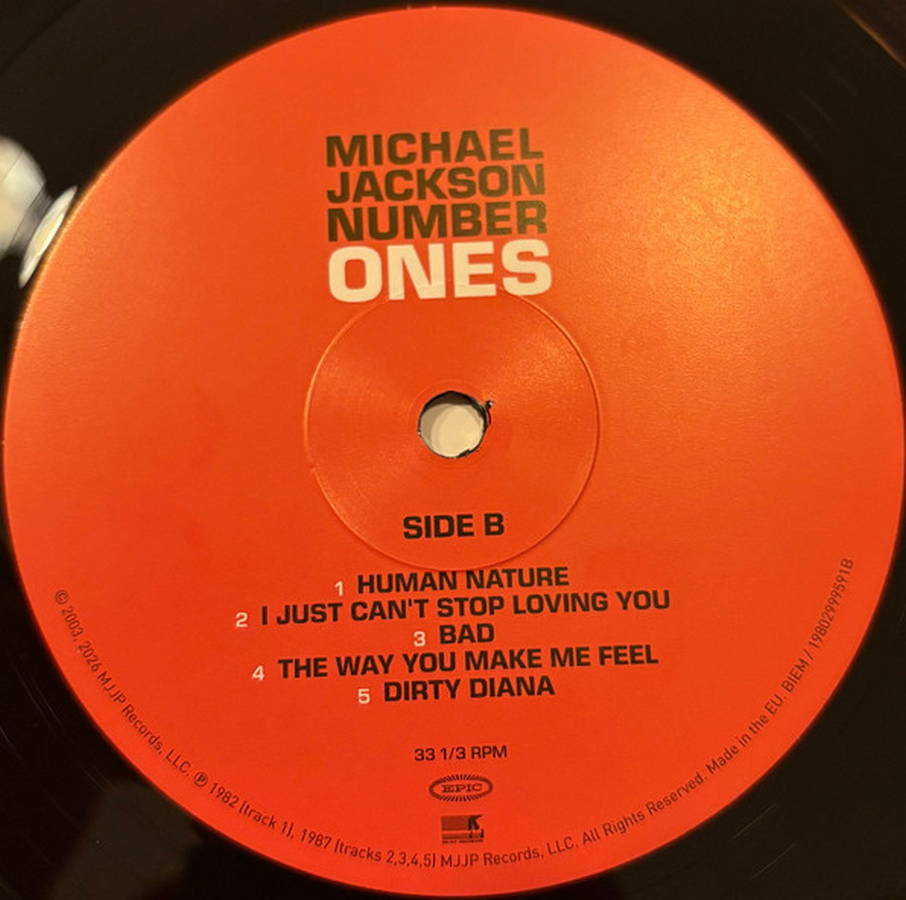 MICHAEL
JACKSON
NUMBER
ONES
SIDE B
1 HUMAN NATURE
2 I JUST CAN'T STOP LOVING YOU
3 BAD
4 THE WAY YOU MAKE ME FEEL
5 DIRTY DIANA
33 1/3 RPM
EPIC
© 2003, 2026 MJJP Records, LLC. ℗ 1982 (track 1), 1987 (tracks 2,3,4,5) MJJP Records, LLC. All Rights Reserved. Made in the EU. BIEM / 19802999591B